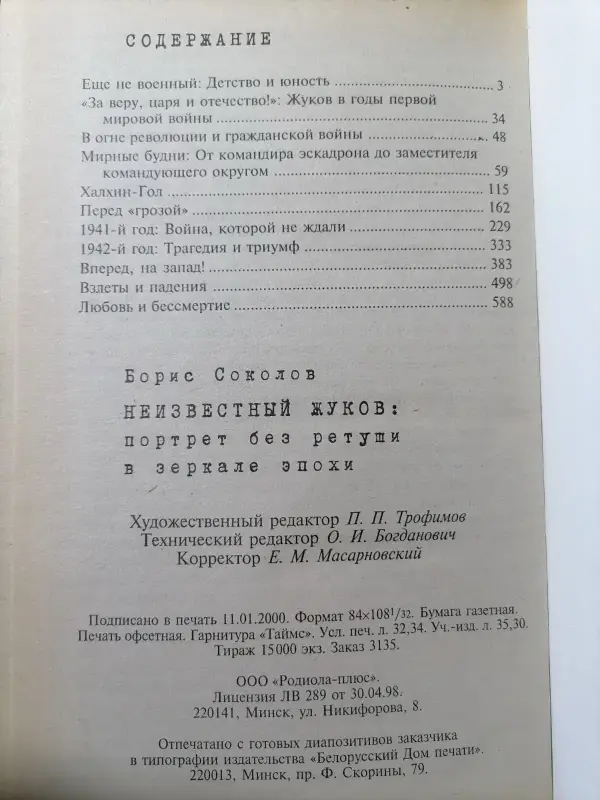 СОДЕРЖАНИЕ
Еще не военный: Детство и юность ........ 3
«За веру, царя и отечество!»: Жуков в годы первой
мировой войны ........ 34
В огне революции и гражданской войны ........ 48
Мирные будни: От командира эскадрона до заместителя
командующего округом ........ 59
Халхин-Гол ........ 115
Перед «грозой» ........ 162
1941-й год: Война, которой не ждали ........ 229
1942-й год: Трагедия и триумф ........ 333
Вперед, на запад! ........ 383
Взлеты и падения ........ 498
Любовь и бессмертие ........ 588
Борис Соколов
НЕИЗВЕСТНЫЙ ЖУКОВ:
портрет без ретуши
в зеркале эпохи
Художественный редактор П. П. Трофимов
Технический редактор О. И. Богданович
Корректор Е. М. Масарновский
Подписано в печать 11.01.2000. Формат 84×108¹/32. Бумага газетная.
Печать офсетная. Гарнитура «Таймс». Усл. печ. л. 32,34. Уч.-изд. л. 35,30.
Тираж 15000 экз. Заказ 3135.
ООО «Родиола-плюс».
Лицензия ЛВ 289 от 30.04.98.
220141, Минск, ул. Никифорова, 8.
Отпечатано с готовых диапозитивов заказчика
в типографии издательства «Белорусский Дом печати».
220013, Минск, пр. Ф. Скорины, 79.